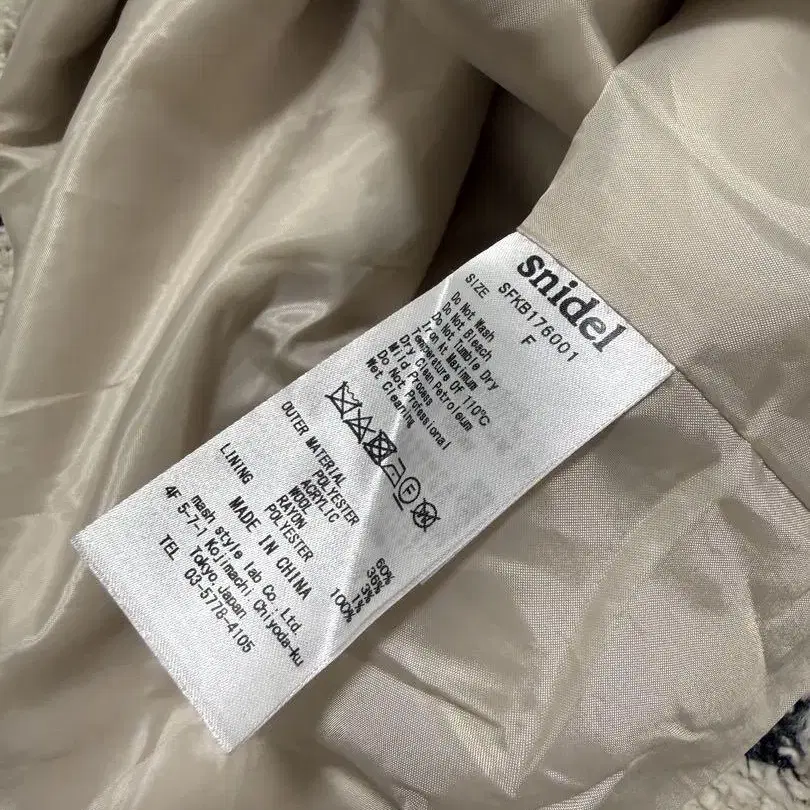 snidel
SFKB176001
SIZE F
Do Not Wash
Do Not Bleach
Do Not Tumble Dry
Iron At Maximum
Temperature Of 110°C
Dry Clean Petroleum
Mild Process
Do Not Professional
Wet Cleaning
F
OUTER MATERIAL
POLYESTER 60%
ACRYLIC 36%
WOOL 3%
RAYON 1%
LINING POLYESTER 100%
MADE IN CHINA
mash style lab Co.,Ltd.
4F 5-7-1 Kojimachi Chiyoda-ku
Tokyo,Japan
TEL 03-5778-4105